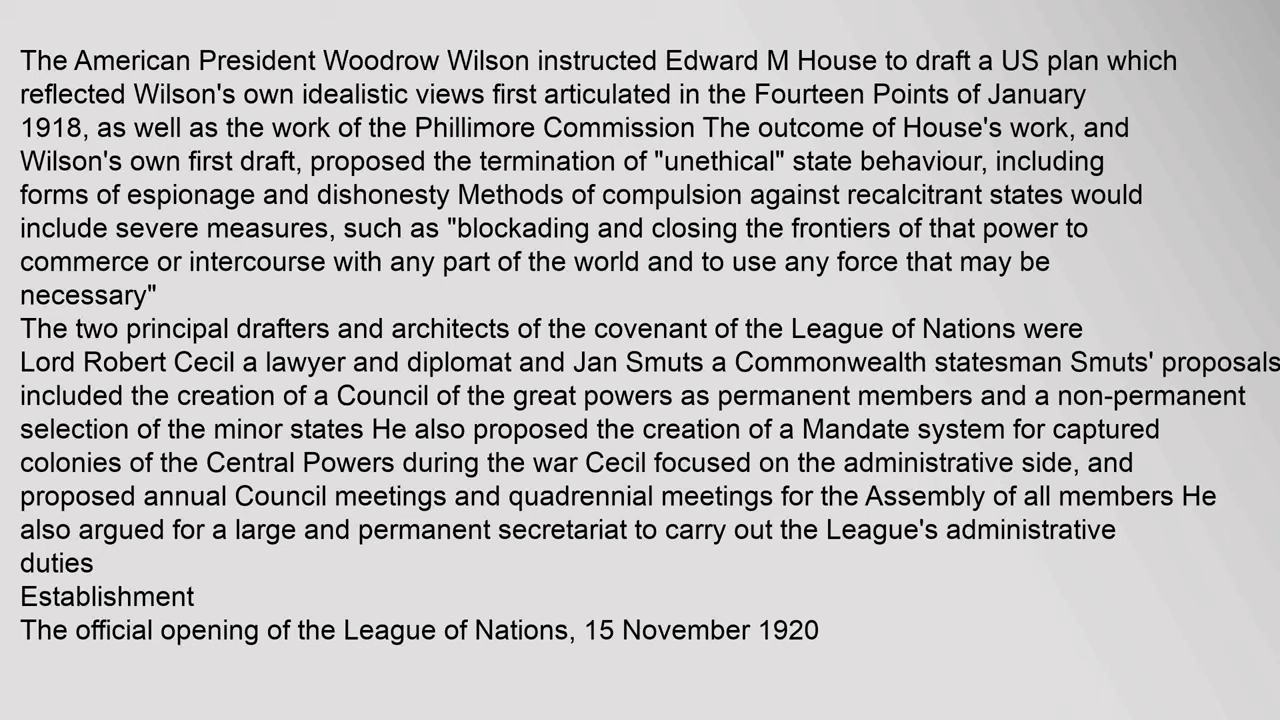 The American President Woodrow Wilson instructed Edward M House to draft a US plan which
reflected Wilson's own idealistic views first articulated in the Fourteen Points of January
1918, as well as the work of the Phillimore Commission The outcome of House's work, and
Wilson's own first draft, proposed the termination of "unethical" state behaviour, including
forms of espionage and dishonesty Methods of compulsion against recalcitrant states would
include severe measures, such as "blockading and closing the frontiers of that power to
commerce or intercourse with any part of the world and to use any force that may be
necessary"
The two principal drafters and architects of the covenant of the League of Nations were
Lord Robert Cecil a lawyer and diplomat and Jan Smuts a Commonwealth statesman Smuts' proposals
included the creation of a Council of the great powers as permanent members and a non-permanent
selection of the minor states He also proposed the creation of a Mandate system for captured
colonies of the Central Powers during the war Cecil focused on the administrative side, and
proposed annual Council meetings and quadrennial meetings for the Assembly of all members He
also argued for a large and permanent secretariat to carry out the League's administrative
duties
Establishment
The official opening of the League of Nations, 15 November 1920